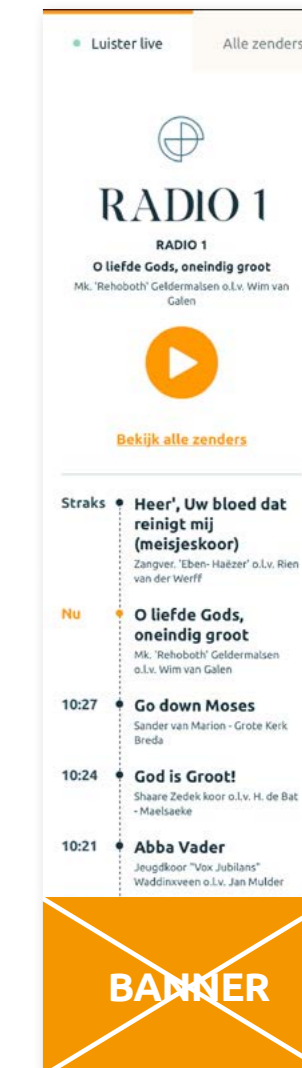 Luister live
Alle zenders
RADIO 1
RADIO 1
O liefde Gods, oneindig groot
Mk. 'Rehoboth' Geldermalsen o.l.v. Wim van
Galen
Bekijk alle zenders
Straks
Heer', Uw bloed dat
reinigt mij
(meisjeskoor)
Zangver. 'Eben- Haëzer' o.l.v. Rien
van der Werff
Nu
O liefde Gods,
oneindig groot
Mk. 'Rehoboth' Geldermalsen
o.l.v. Wim van Galen
10:27
Go down Moses
Sander van Marion - Grote Kerk
Breda
10:24
God is Groot!
Shaare Zedek koor o.l.v. H. de Bat
- Maelsaeke
10:21
Abba Vader
Jeugdkoor "Vox Jubilans"
Waddinxveen o.l.v. Jan Mulder
BANNER